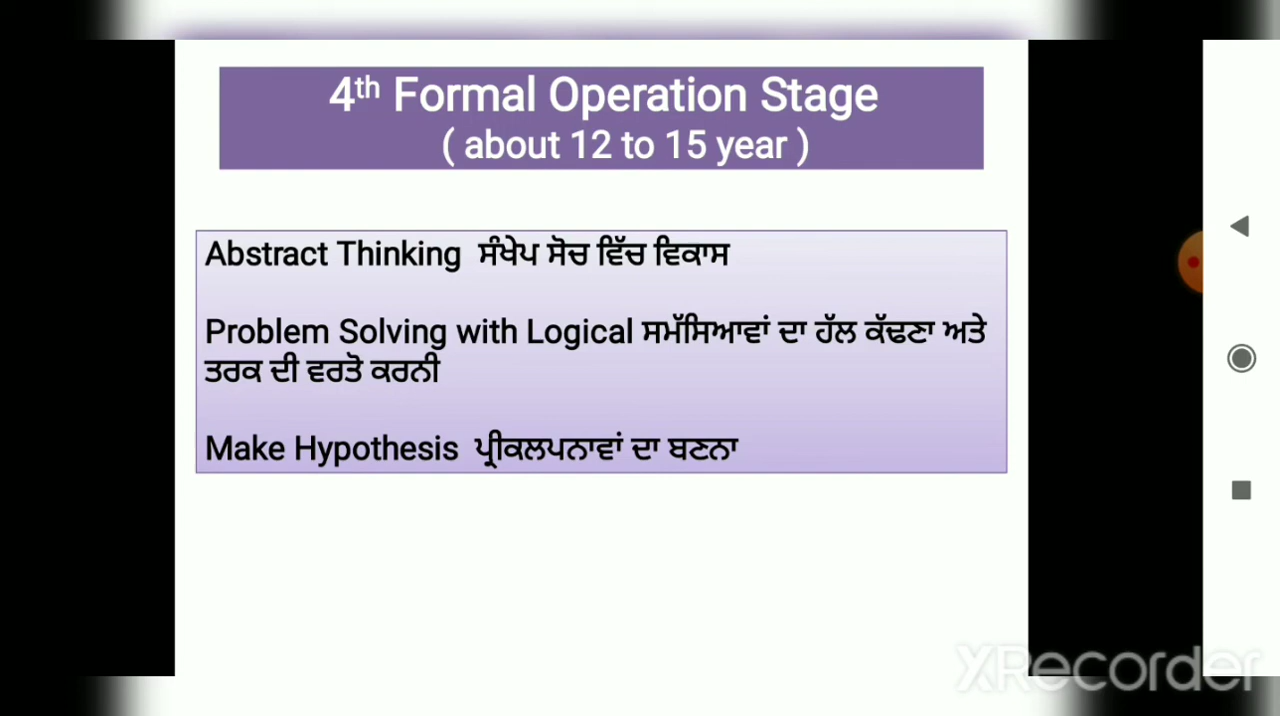 4th Formal Operation Stage
( about 12 to 15 year )
Abstract Thinking ਸੰਖੇਪ ਸੋਚ ਵਿੱਚ ਵਿਕਾਸ
Problem Solving with Logical ਸਮੱਸਿਆਵਾਂ ਦਾ ਹੱਲ ਕੱਢਣਾ ਅਤੇ
ਤਰਕ ਦੀ ਵਰਤੋ ਕਰਨੀ
Make Hypothesis ਪ੍ਰੀਕਲਪਨਾਵਾਂ ਦਾ ਬਣਨਾ
XRecorder